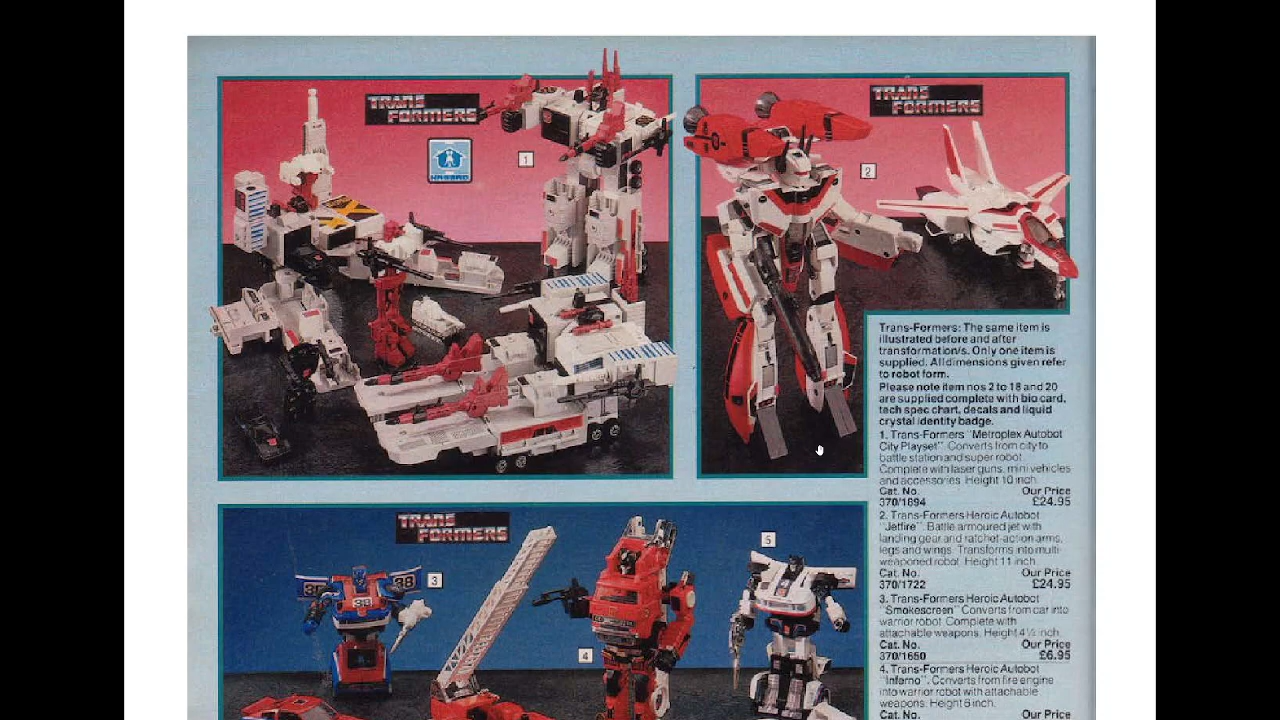 TRANS
FORMERS
HASBRO
1
TRANS
FORMERS
2
Trans-Formers: The same item is
illustrated before and after
transformation/s. Only one item is
supplied. All dimensions given refer
to robot form.
Please note item nos 2 to 18 and 20
are supplied complete with bio card,
tech spec chart, decals and liquid
crystal identity badge.
1. Trans-Formers "Metroplex Autobot
City Playset". Converts from city to
battle station and super robot.
Complete with laser guns, mini vehicles
and accessories. Height 10 inch.
Cat. No. Our Price
370/1694 £24.95
2. Trans-Formers Heroic Autobot
"Jetfire". Battle armoured jet with
landing gear and ratchet-action arms,
legs and wings. Transforms into multi-
weaponed robot. Height 11 inch.
Cat. No. Our Price
370/1722 £24.95
3. Trans-Formers Heroic Autobot
"Smokescreen" Converts from car into
warrior robot. Complete with
attachable weapons. Height 4½ inch.
Cat. No. Our Price
370/1650 £6.95
4. Trans-Formers Heroic Autobot
"Inferno". Converts from fire engine
into warrior robot with attachable
weapons. Height 6 inch.
Cat. No. Our Price
TRANS
FORMERS
3
38
38
4
5